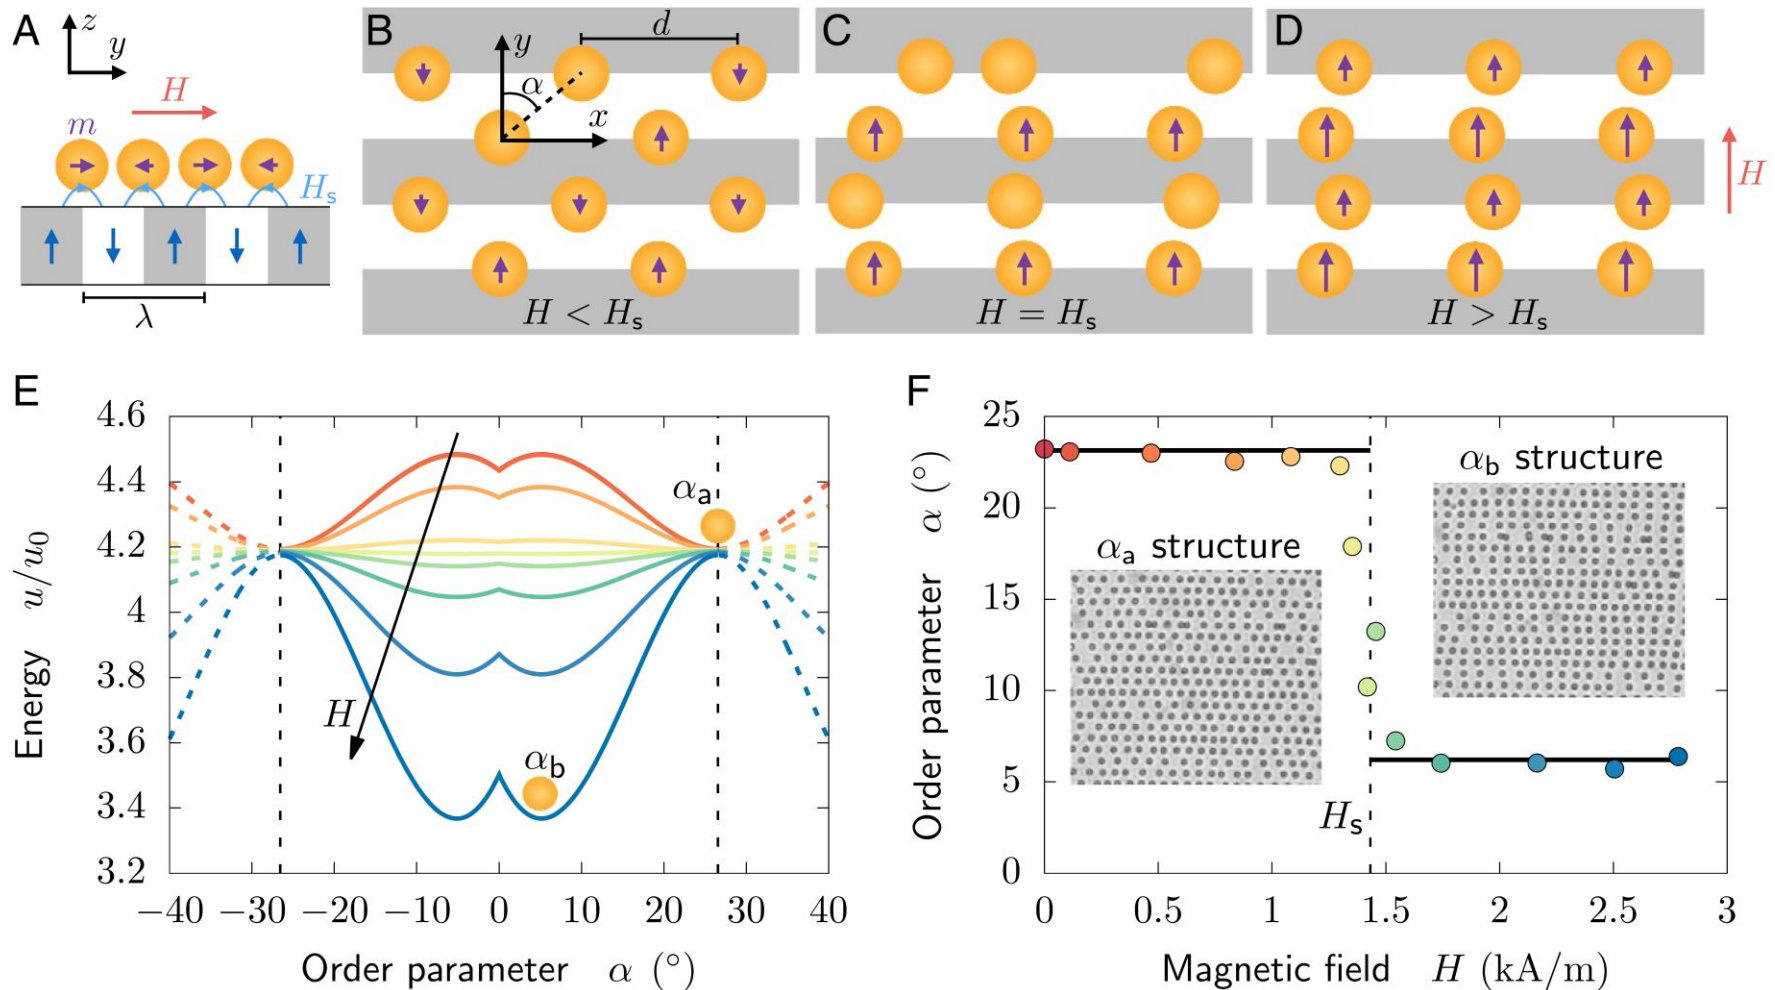 A
z
y
H
m
H_s
λ
B
y
d
α
x
H < H_s
C
H = H_s
D
H > H_s
H
E
4.6
4.4
4.2
4
3.8
3.6
3.4
3.2
Energy u/u_0
α_a
H
α_b
−40 −30 −20 −10 0 10 20 30 40
Order parameter α (°)
F
25
20
15
10
5
0
Order parameter α (°)
α_b structure
α_a structure
H_s
0 0.5 1 1.5 2 2.5 3
Magnetic field H (kA/m)